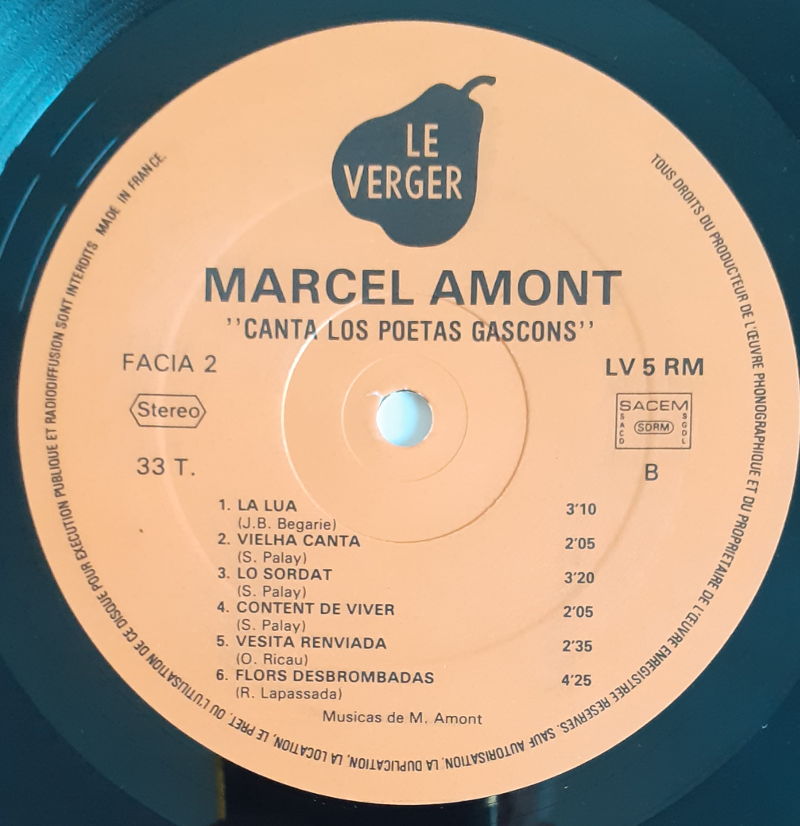 LE
VERGER
MARCEL AMONT
''CANTA LOS POETAS GASCONS''
FACIA 2
LV 5 RM
Stereo
SACEM
SACD
SDRM
SGDL
33 T.
B
1. LA LUA 3'10
(J.B. Begarie)
2. VIELHA CANTA 2'05
(S. Palay)
3. LO SORDAT 3'20
(S. Palay)
4. CONTENT DE VIVER 2'05
(S. Palay)
5. VESITA RENVIADA 2'35
(O. Ricau)
6. FLORS DESBROMBADAS 4'25
(R. Lapassada)
Musicas de M. Amont
TOUS DROITS DU PRODUCTEUR DE L'ŒUVRE PHONOGRAPHIQUE ET DU PROPRIETAIRE DE L'ŒUVRE ENREGISTREE RESERVES. SAUF AUTORISATION, LA DUPLICATION, LA LOCATION, LE PRET, OU L'UTILISATION DE CE DISQUE POUR EXECUTION PUBLIQUE ET RADIODIFFUSION SONT INTERDITS MADE IN FRANCE.